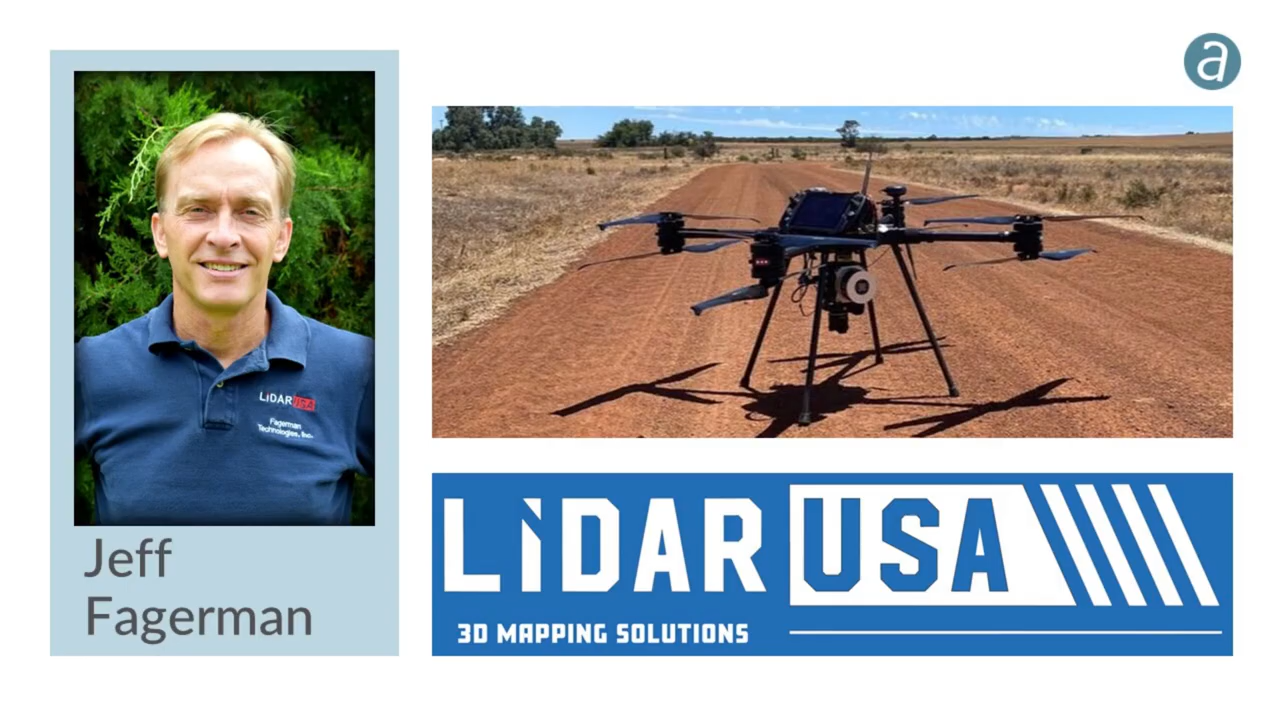 a
LiDAR USA
Fagerman
Technologies, Inc.
Jeff
Fagerman
LiDAR USA
3D MAPPING SOLUTIONS